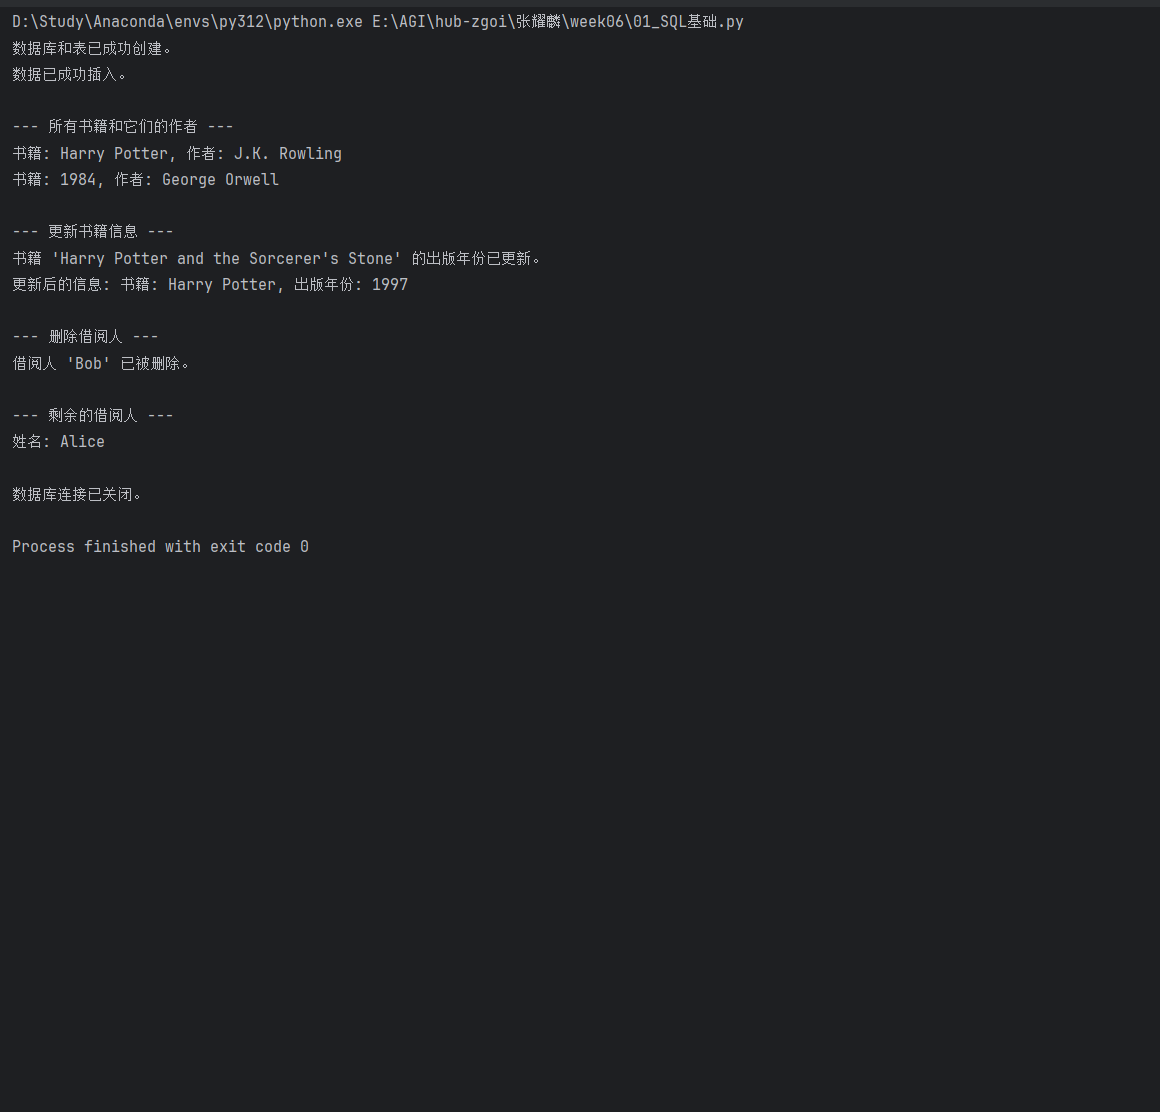 D:\Study\Anaconda\envs\py312\python.exe E:\AGI\hub-zgoi\张耀麟\week06\01_SQL基础.py
数据库和表已成功创建。
数据已成功插入。
--- 所有书籍和它们的作者 ---
书籍: Harry Potter, 作者: J.K. Rowling
书籍: 1984, 作者: George Orwell
--- 更新书籍信息 ---
书籍 'Harry Potter and the Sorcerer's Stone' 的出版年份已更新。
更新后的信息: 书籍: Harry Potter, 出版年份: 1997
--- 删除借阅人 ---
借阅人 'Bob' 已被删除。
--- 剩余的借阅人 ---
姓名: Alice
数据库连接已关闭。
Process finished with exit code 0